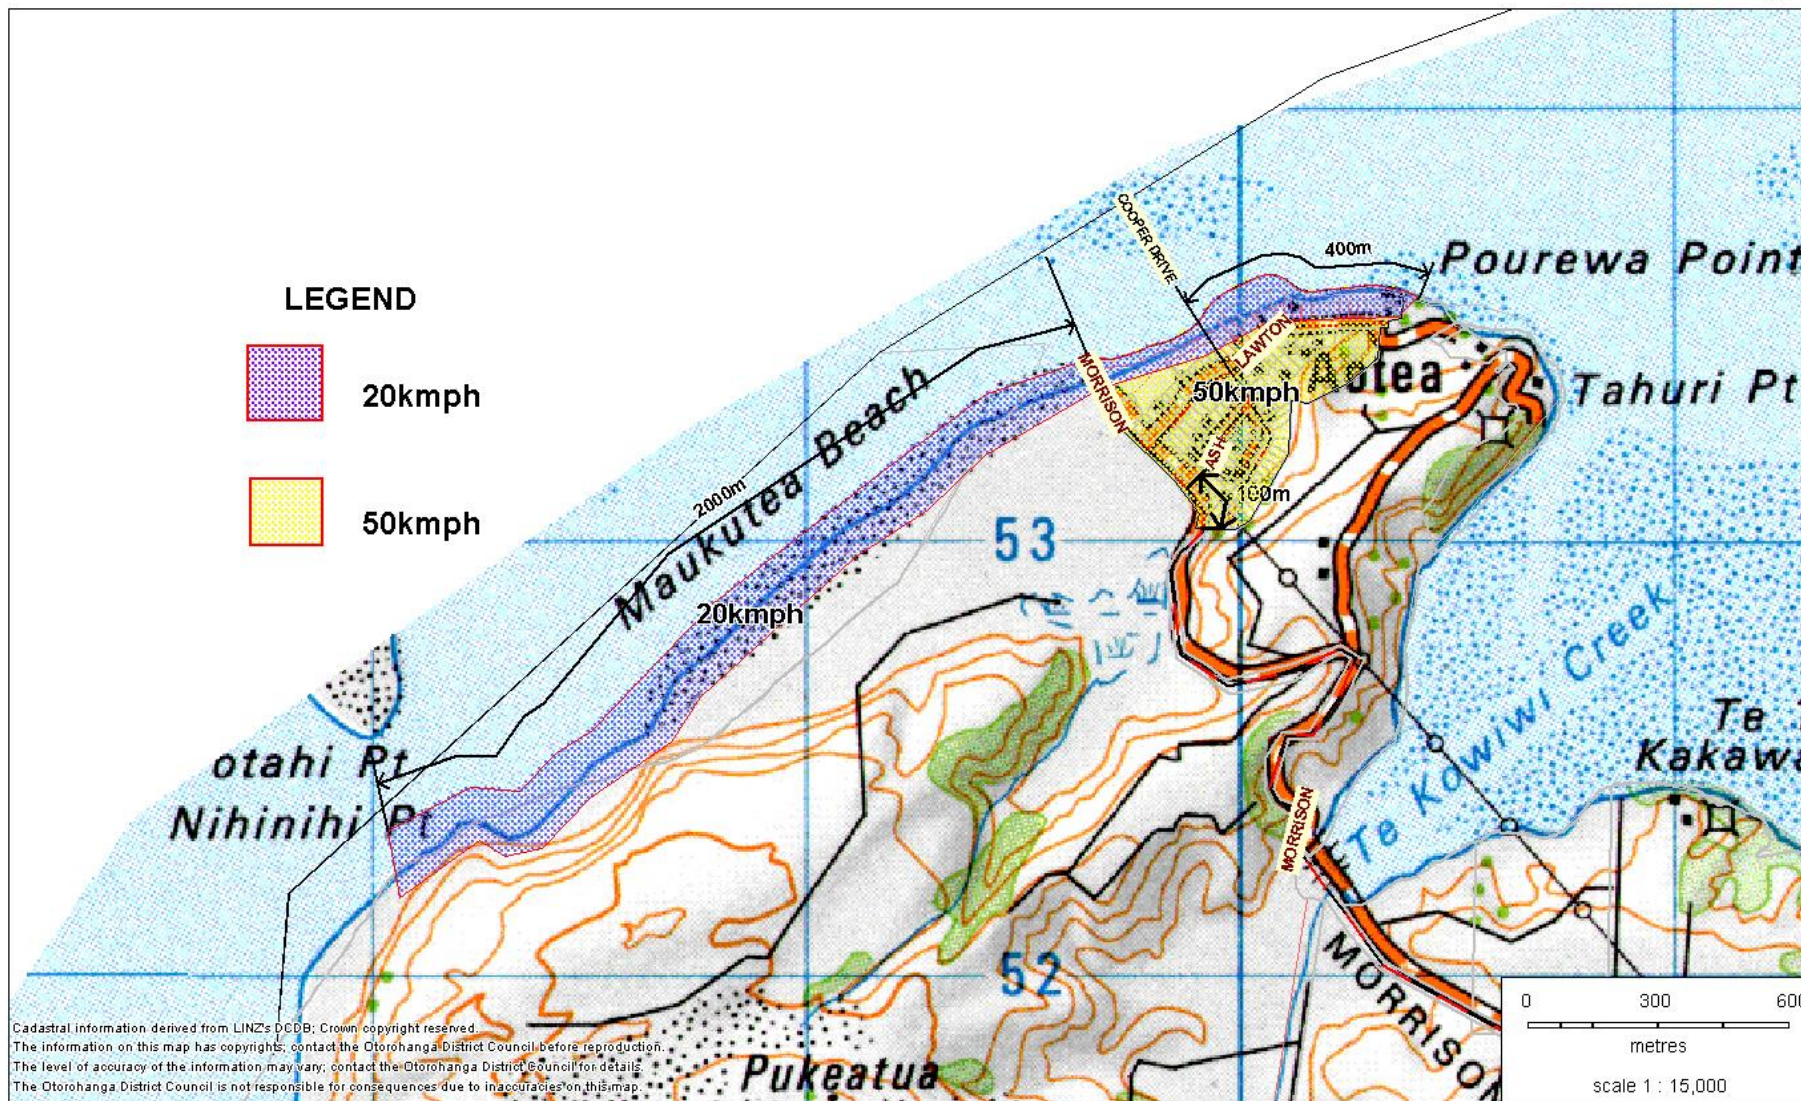 COOPER DRIVE
400m
Pourewa Point
LEGEND
20kmph
50kmph
MORRISON
LAWTON
Aotea
50kmph
Tahuri Pt
ASH
100m
Maukutea Beach
2000m
53
20kmph
Te Kowiwi Creek
Te
Kakawa
otahi Pt
Nihinihi Pt
MORRISON
52
MORRISON
Pukeatua
Cadastral information derived from LINZ's DCDB; Crown copyright reserved.
The information on this map has copyrights; contact the Otorohanga District Council before reproduction.
The level of accuracy of the information may vary; contact the Otorohanga District Council for details.
The Otorohanga District Council is not responsible for consequences due to inaccuracies on this map.
0 300 600
metres
scale 1 : 15,000